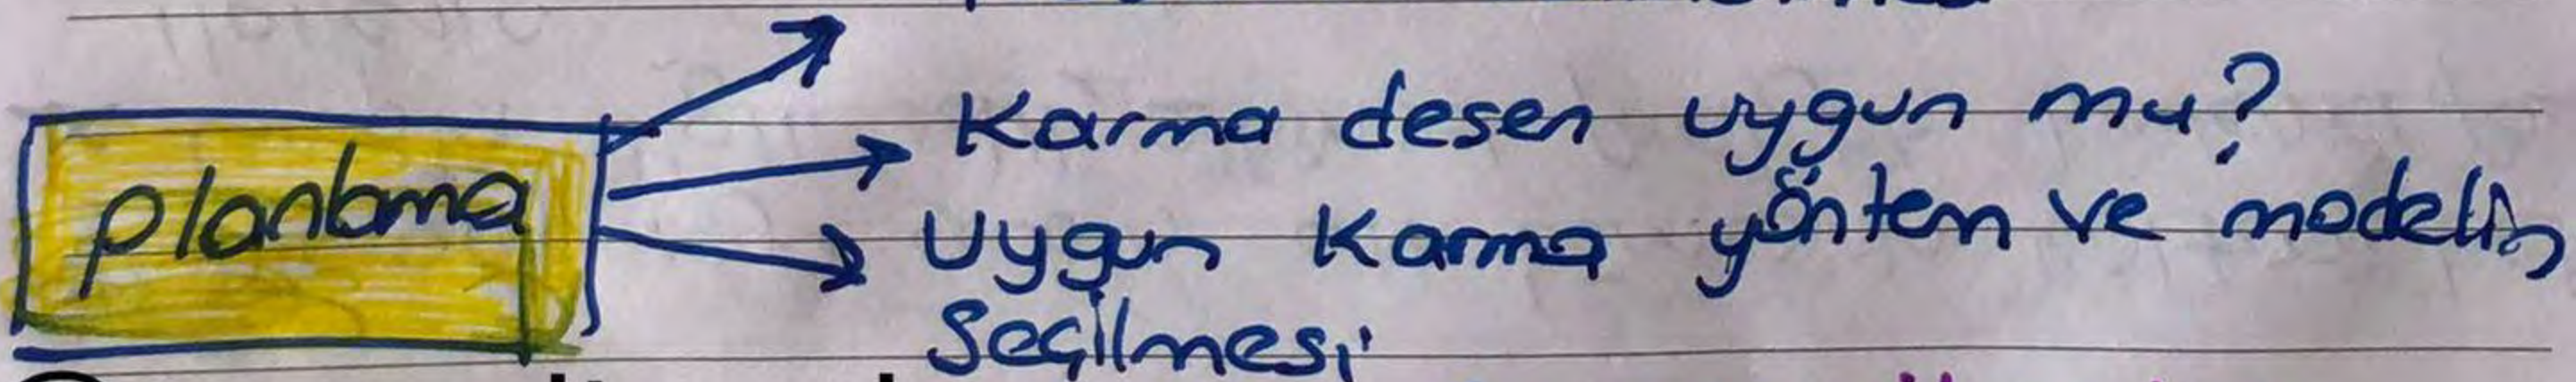 Karma desen uygun mu?
planlama
Uygun Karma yöntem ve modelin
Seçilmesi